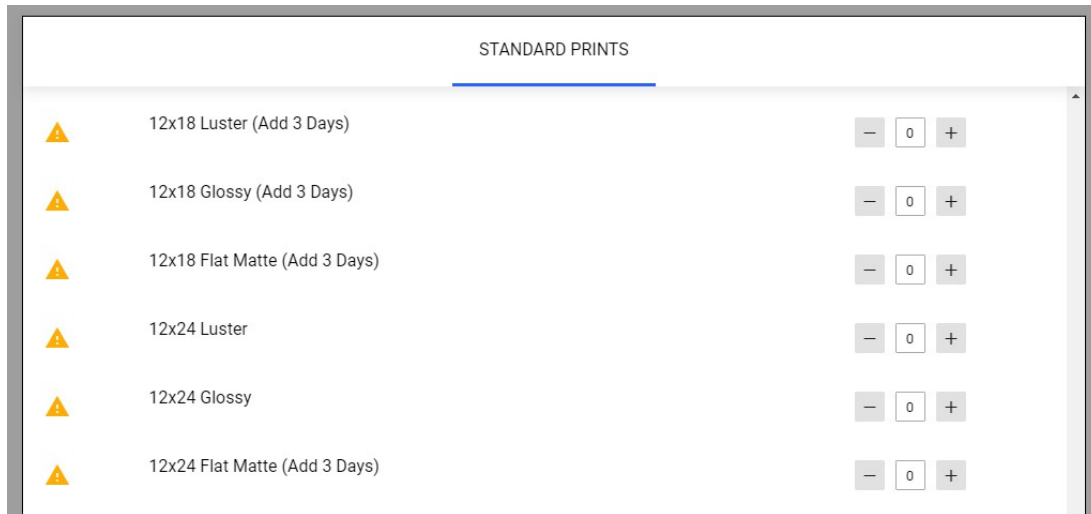 STANDARD PRINTS
12x18 Luster (Add 3 Days)
− 0 +
12x18 Glossy (Add 3 Days)
− 0 +
12x18 Flat Matte (Add 3 Days)
− 0 +
12x24 Luster
− 0 +
12x24 Glossy
− 0 +
12x24 Flat Matte (Add 3 Days)
− 0 +